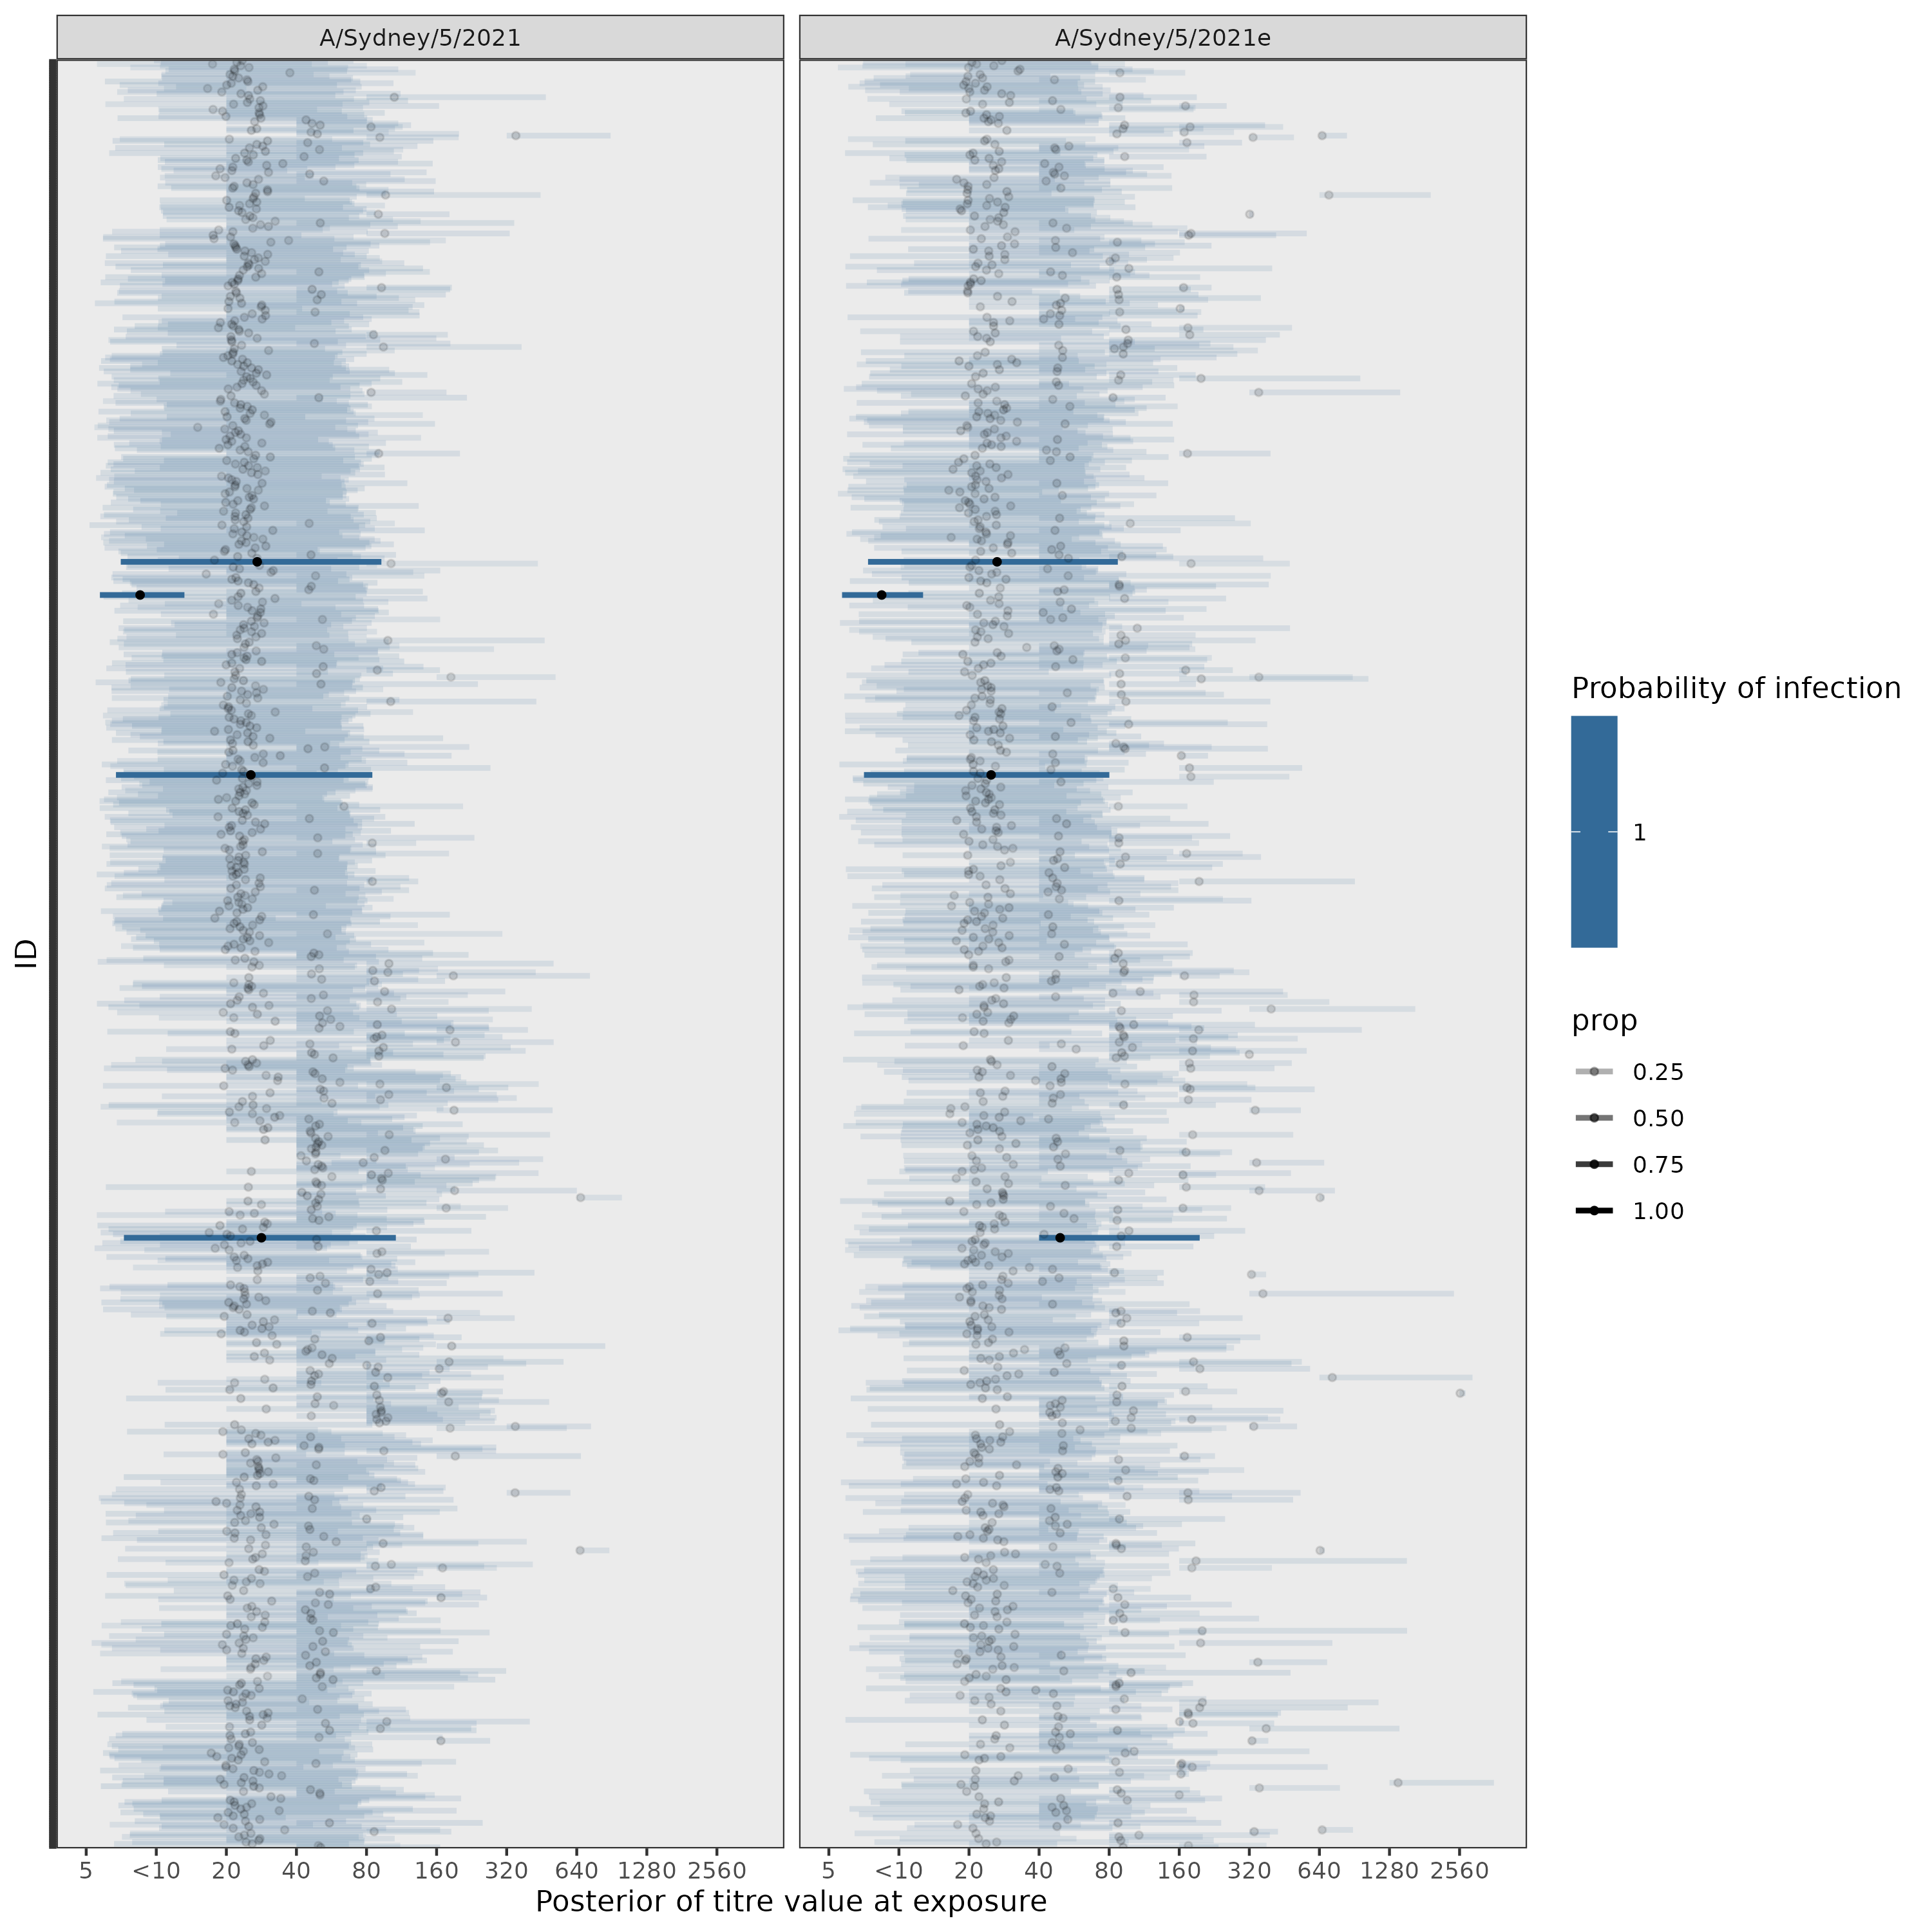 A/Sydney/5/2021
A/Sydney/5/2021e
ID
5 <10 20 40 80 160 320 640 1280 2560
5 <10 20 40 80 160 320 640 1280 2560
Posterior of titre value at exposure
Probability of infection
1
prop
0.25
0.50
0.75
1.00